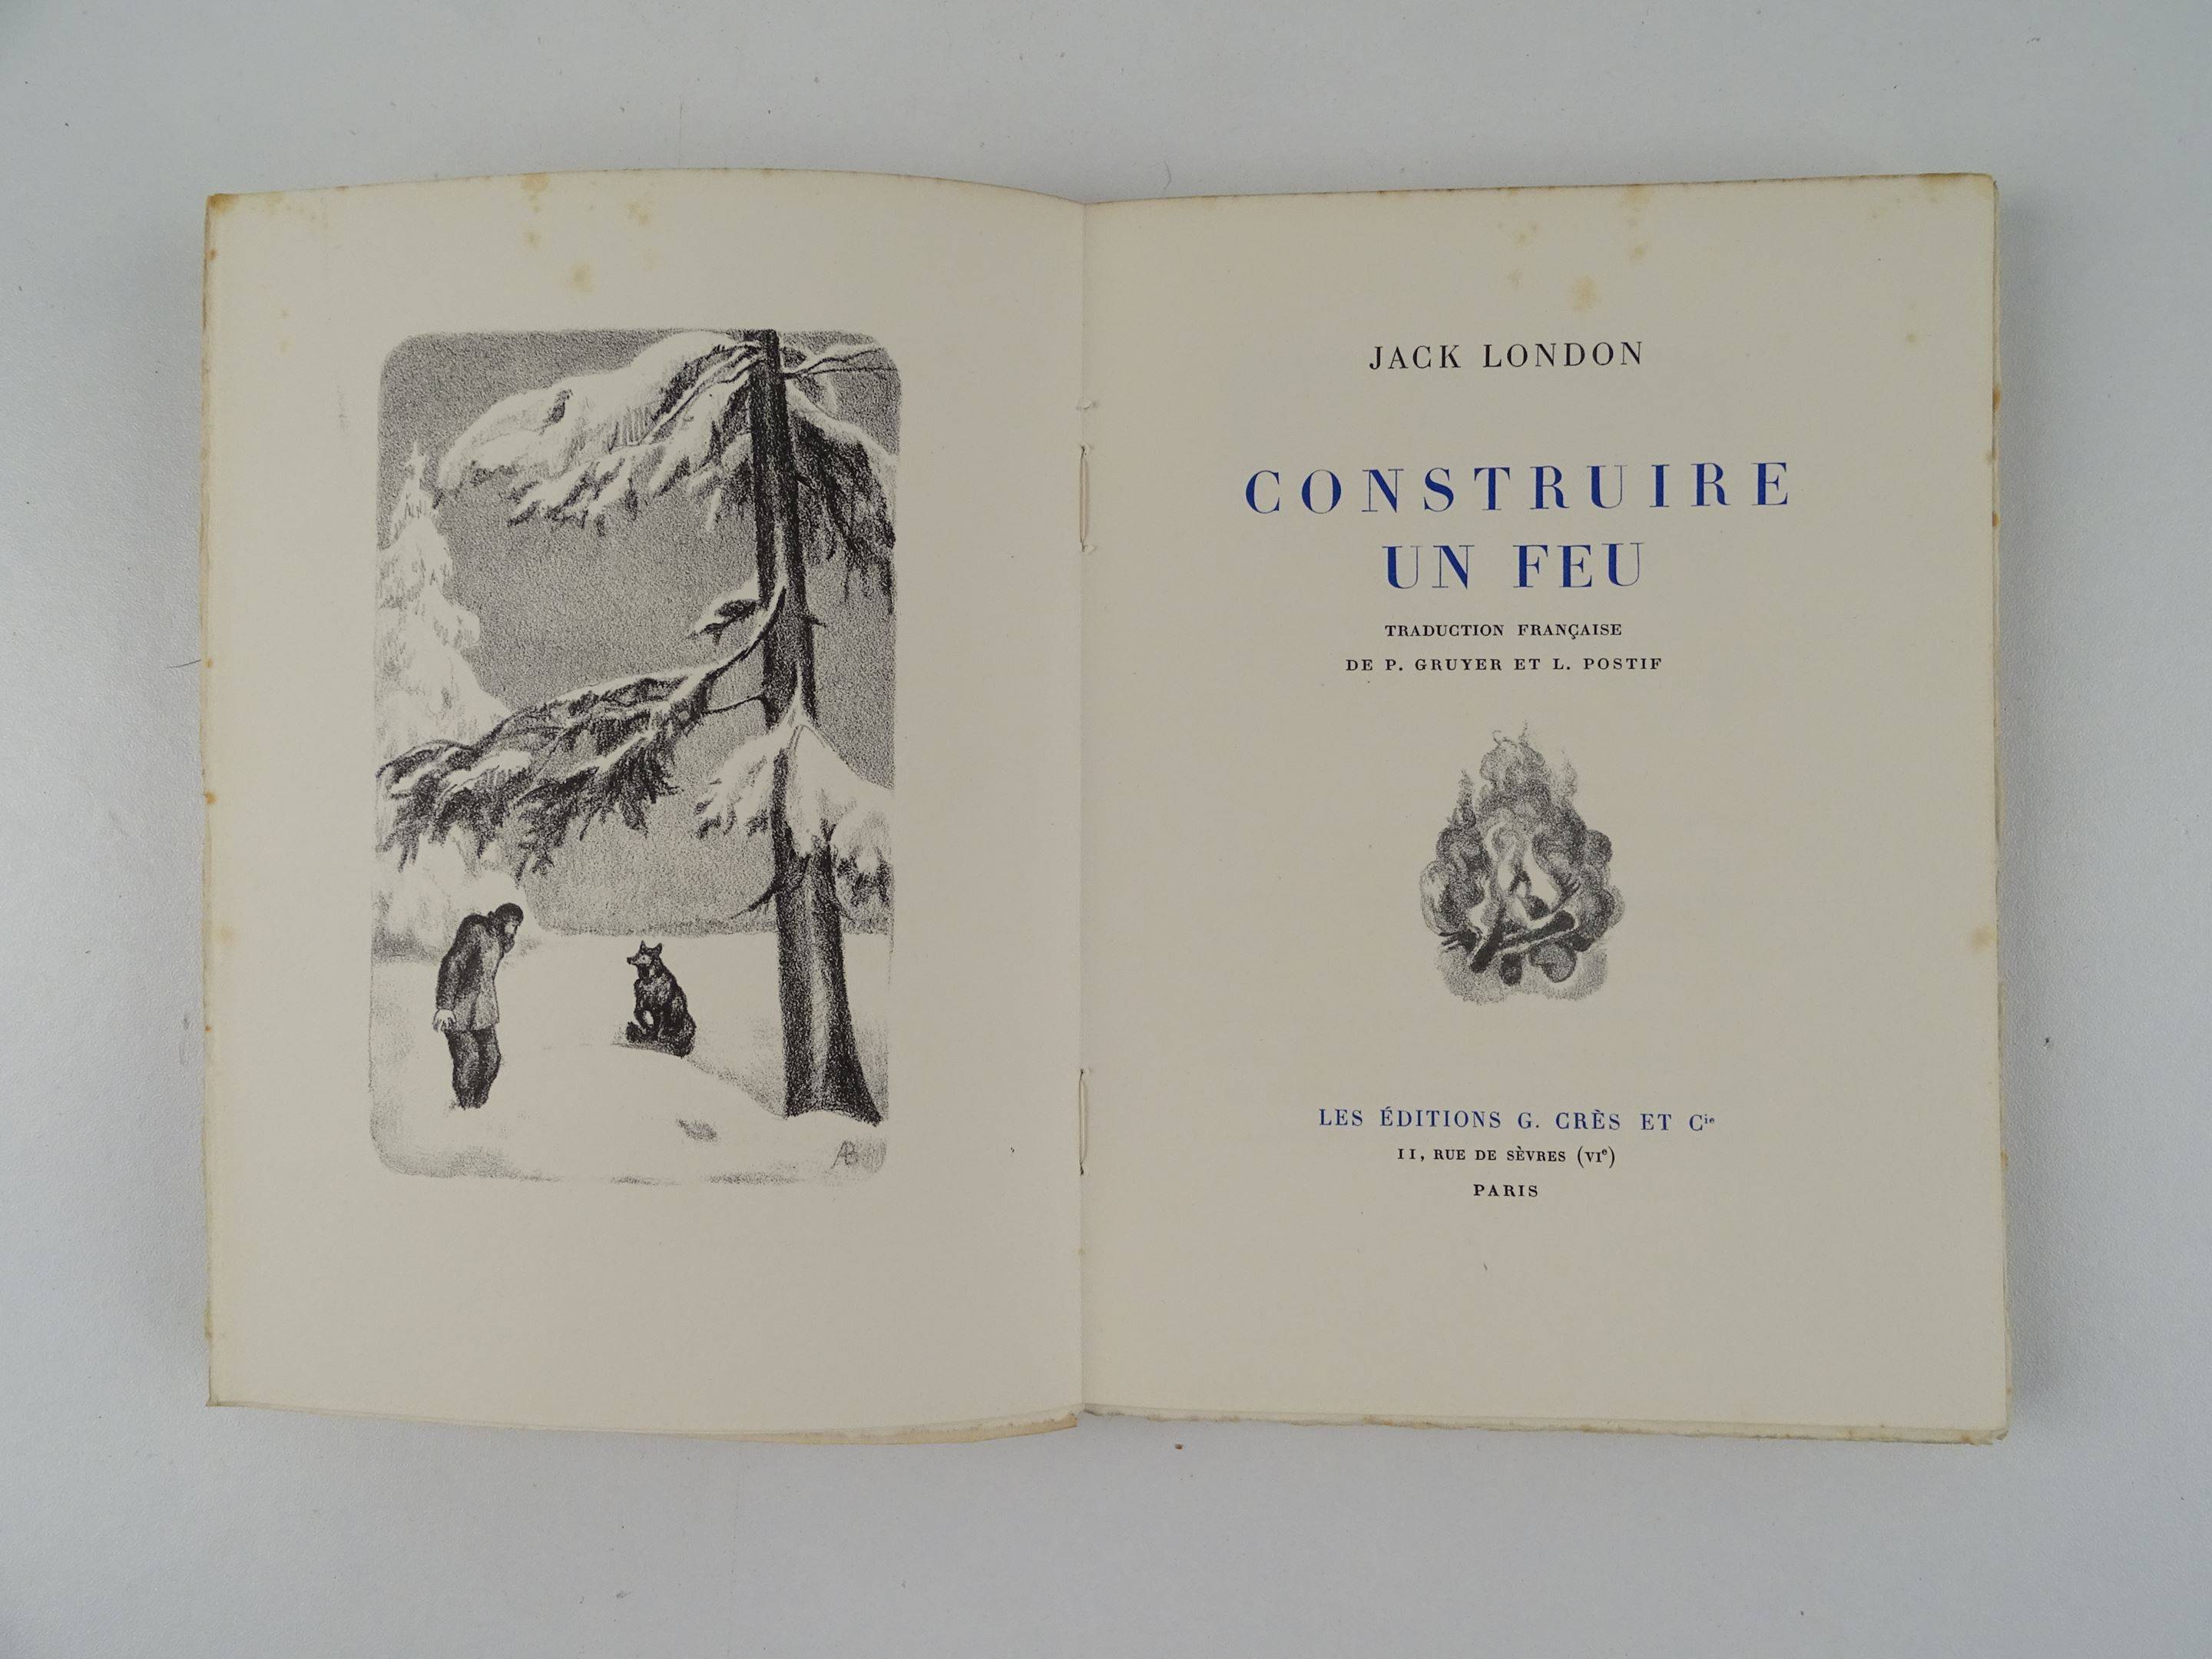 AB
JACK LONDON
CONSTRUIRE
UN FEU
TRADUCTION FRANÇAISE
DE P. GRUYER ET L. POSTIF
LES ÉDITIONS G. CRÈS ET Cⁱᵉ
11, RUE DE SÈVRES (VIᵉ)
PARIS